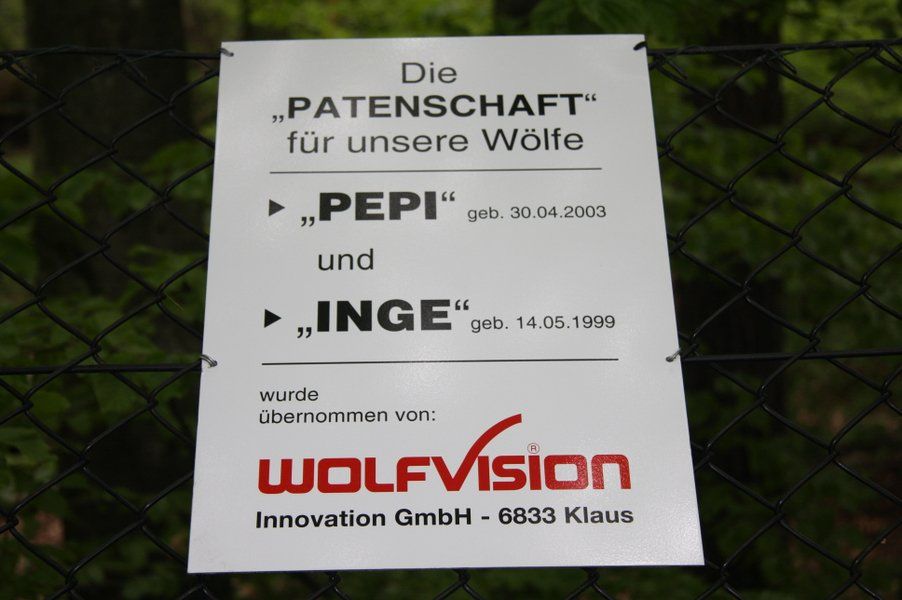 Die
„PATENSCHAFT“
für unsere Wölfe
„PEPI“ geb. 30.04.2003
und
„INGE“ geb. 14.05.1999
wurde
übernommen von:
WOLFVISION®
Innovation GmbH - 6833 Klaus